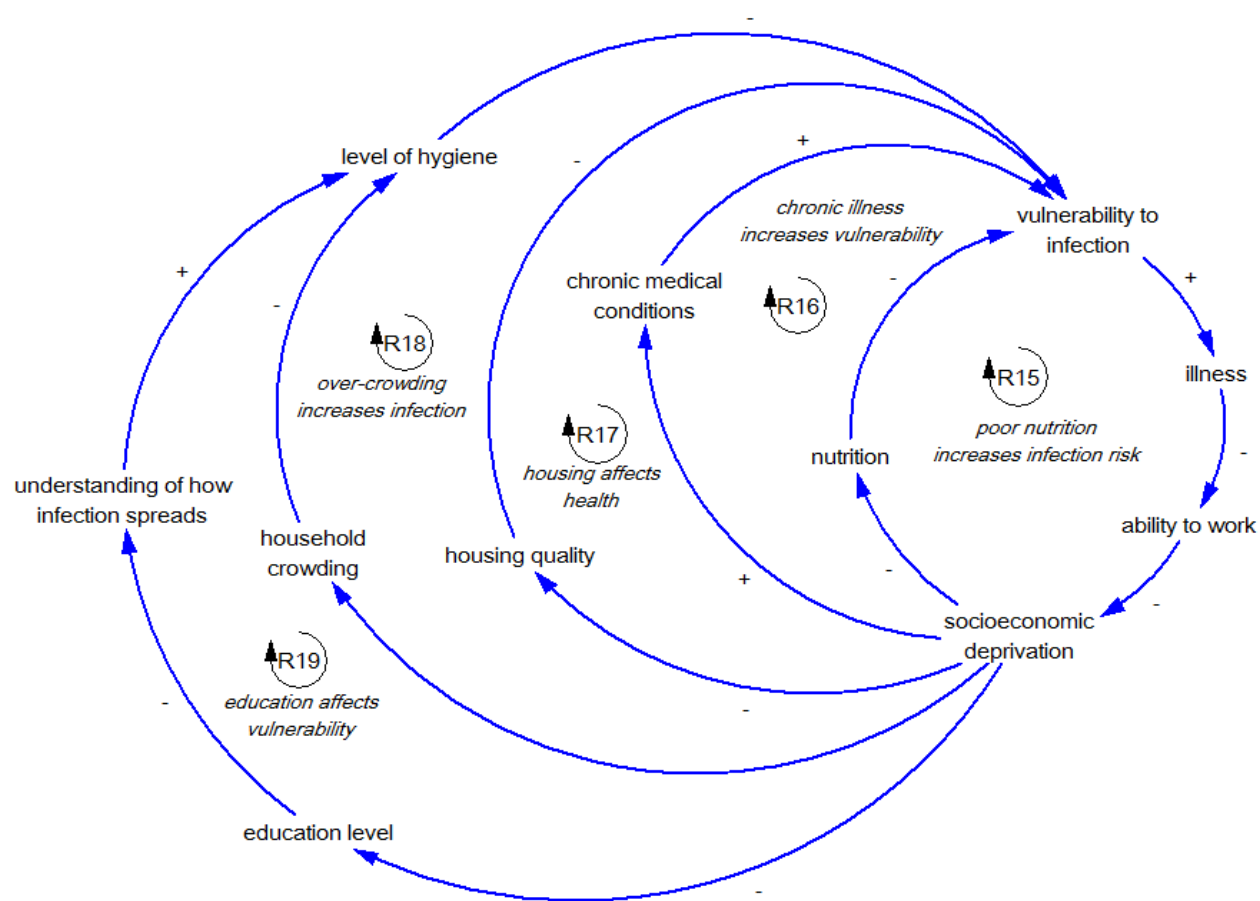 -
level of hygiene
-
+
chronic illness
increases vulnerability
vulnerability to
infection
+
chronic medical
conditions
-
+
R16
-
R18
over-crowding
increases infection
R15
illness
poor nutrition
increases infection risk
R17
housing affects
health
nutrition
-
understanding of how
infection spreads
household
crowding
housing quality
ability to work
+
-
-
socioeconomic
deprivation
R19
education affects
vulnerability
-
-
education level
-